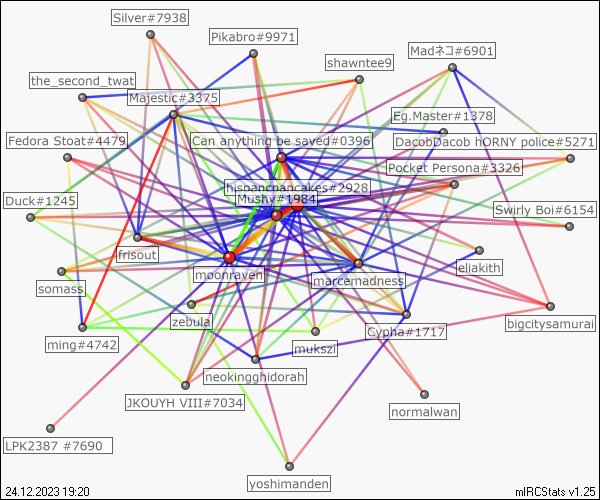 Silver#7938
Pikabro#9971
Madネコ#6901
shawntee9
the_second_twat
Majestic#3375
Eg.Master#1378
Fedora Stoat#4479
Can anything be saved#0396
DacobDacob hORNY police#5271
Pocket Persona#3326
hispancpancakes#2928
Mushy#1984
Duck#1245
Swirly Boi#6154
frisout
moonraven
marcemadness
eliakith
somass
zebula
Cypha#1717
bigcitysamurai
ming#4742
mukszi
neokingghidorah
JKOUYH VIII#7034
normalwan
LPK2387 #7690
yoshimanden
24.12.2023 19:20
mIRCStats v1.25